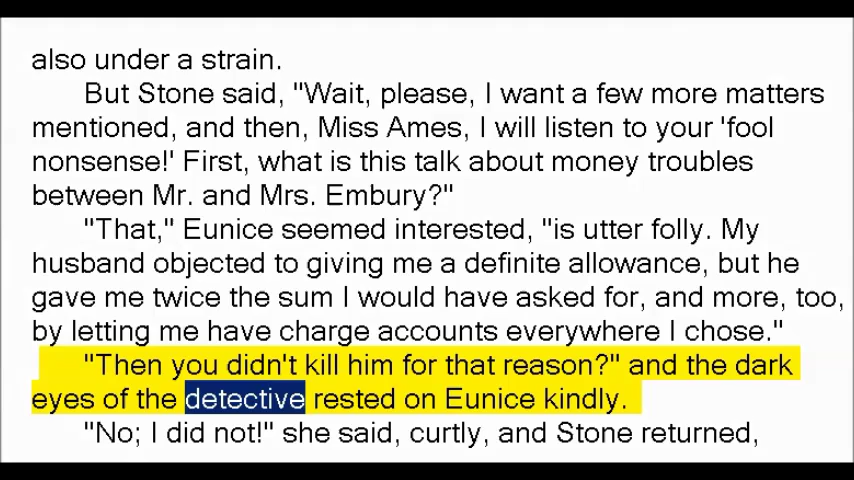 also under a strain.
But Stone said, "Wait, please, I want a few more matters
mentioned, and then, Miss Ames, I will listen to your 'fool
nonsense!' First, what is this talk about money troubles
between Mr. and Mrs. Embury?"
"That," Eunice seemed interested, "is utter folly. My
husband objected to giving me a definite allowance, but he
gave me twice the sum I would have asked for, and more, too,
by letting me have charge accounts everywhere I chose."
"Then you didn't kill him for that reason?" and the dark
eyes of the detective rested on Eunice kindly.
"No; I did not!" she said, curtly, and Stone returned,